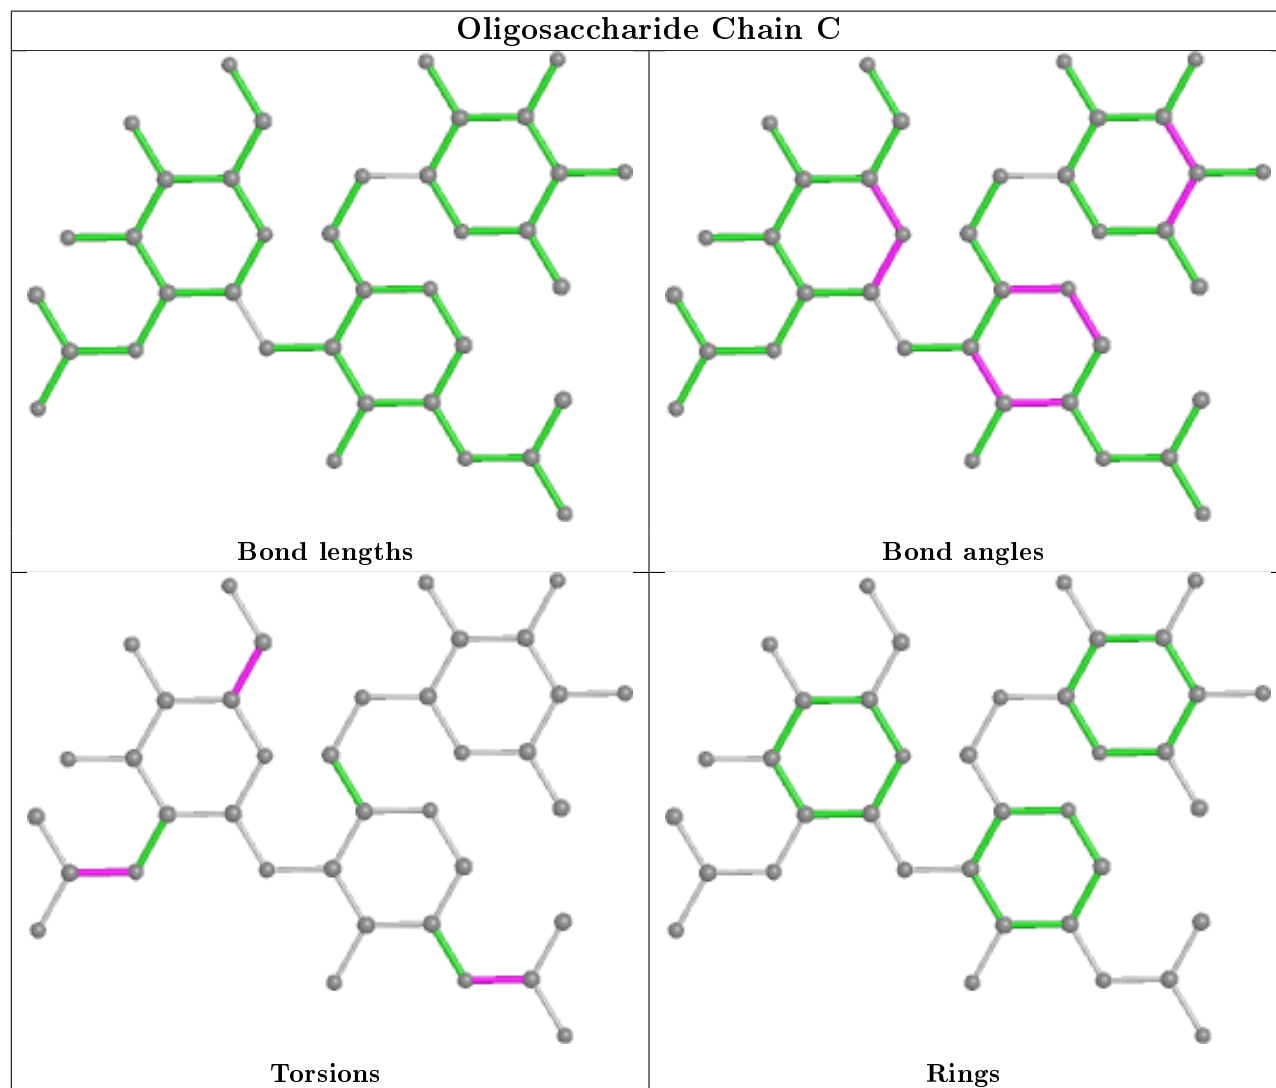 Oligosaccharide Chain C
Bond lengths
Bond angles
Torsions
Rings